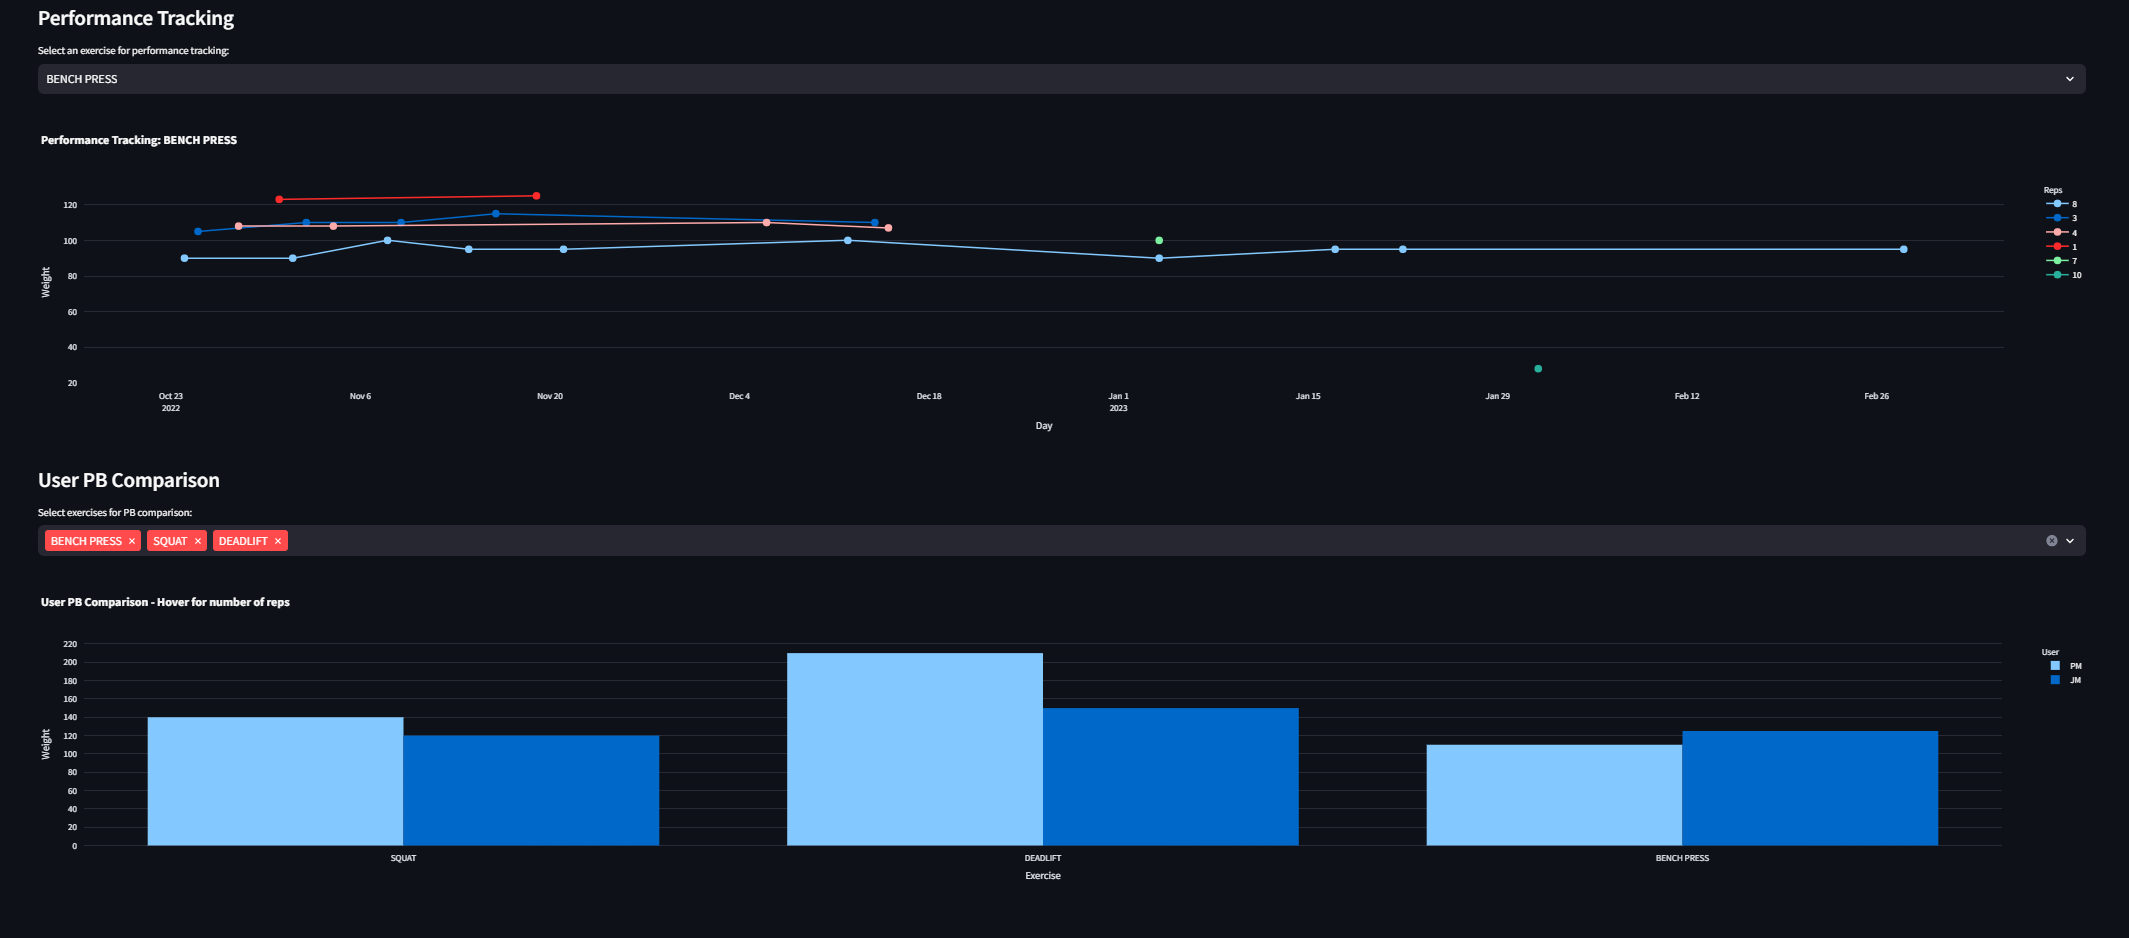 Performance Tracking
Select an exercise for performance tracking:
BENCH PRESS
Performance Tracking: BENCH PRESS
Reps
8
3
4
1
7
10
Weight
120
100
80
60
40
20
Oct 23 Nov 6 Nov 20 Dec 4 Dec 18 Jan 1 Jan 15 Jan 29 Feb 12 Feb 26
2022 2023
Day
User PB Comparison
Select exercises for PB comparison:
BENCH PRESS × SQUAT × DEADLIFT ×
User PB Comparison - Hover for number of reps
User
PM
JM
Weight
220
200
180
160
140
120
100
80
60
40
20
0
SQUAT DEADLIFT BENCH PRESS
Exercise